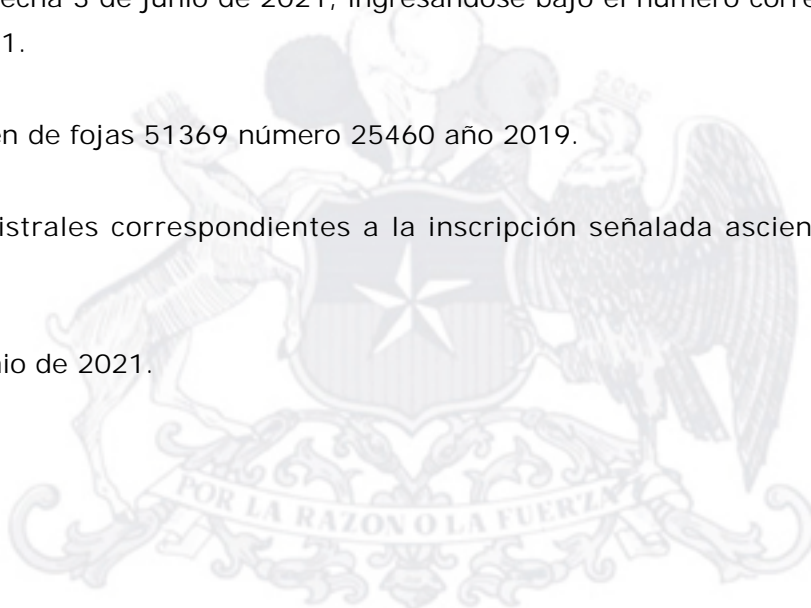 echa 3 de junio de 2021, ingresándose bajo el número corre
1.
en de fojas 51369 número 25460 año 2019.
istrales correspondientes a la inscripción señalada ascien
nio de 2021.
POR LA RAZON O LA FUERZA